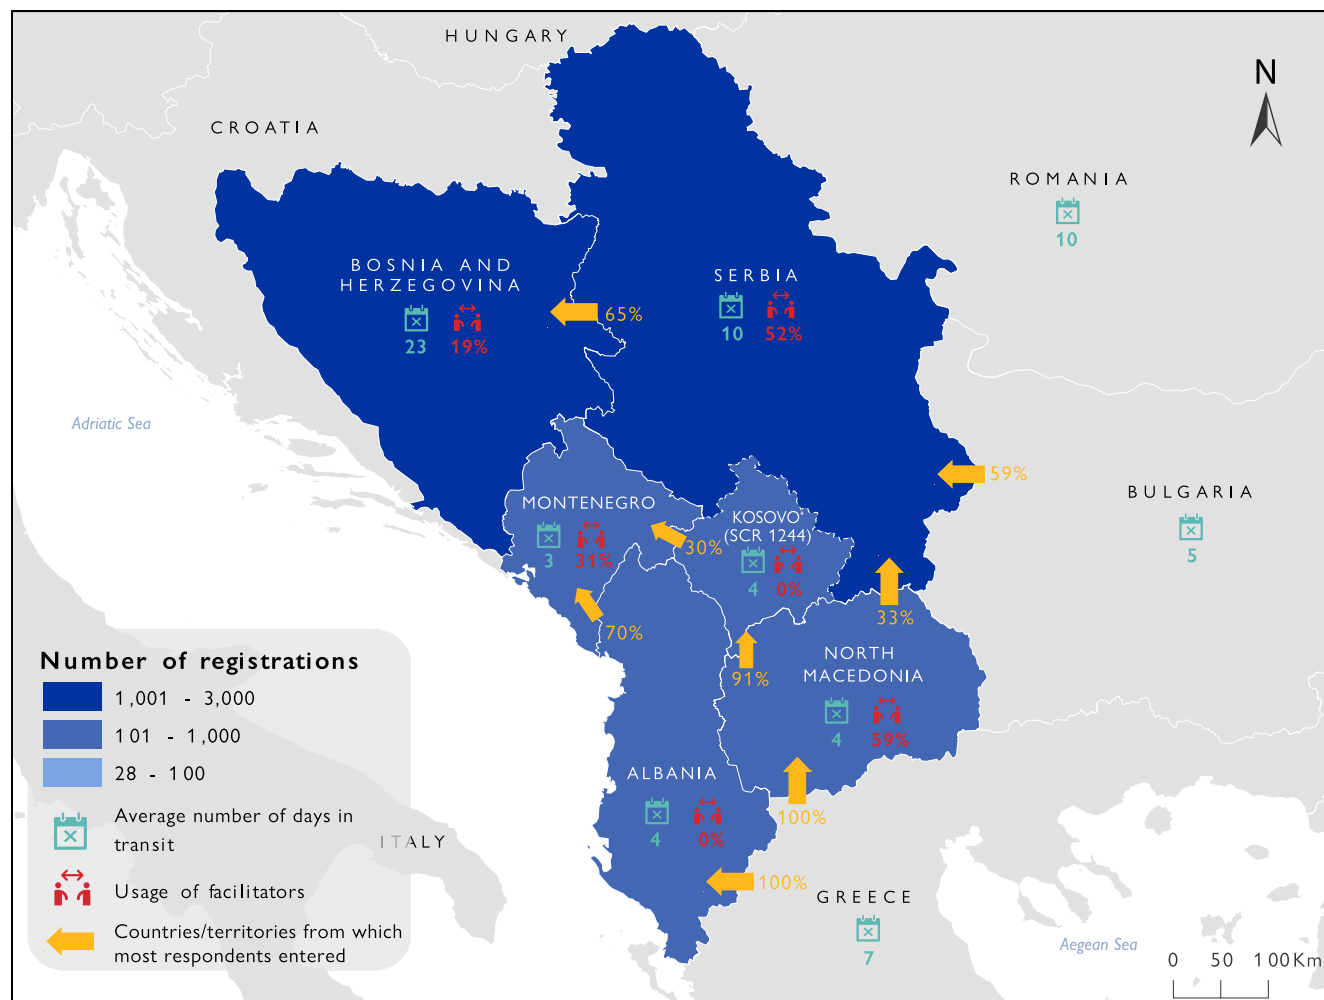 HUNGARY
N
CROATIA
ROMANIA
10
BOSNIA AND
HERZEGOVINA
23 19%
65%
SERBIA
10 52%
Adriatic Sea
59%
BULGARIA
5
MONTENEGRO
3 31%
30%
KOSOVO*
(SCR 1244)
4 0%
33%
70%
91%
NORTH
MACEDONIA
4 59%
ALBANIA
4 0%
100%
100%
ITALY
GREECE
7
Aegean Sea
0 50 100Km
Number of registrations
1,001 - 3,000
101 - 1,000
28 - 100
Average number of days in
transit
Usage of facilitators
Countries/territories from which
most respondents entered